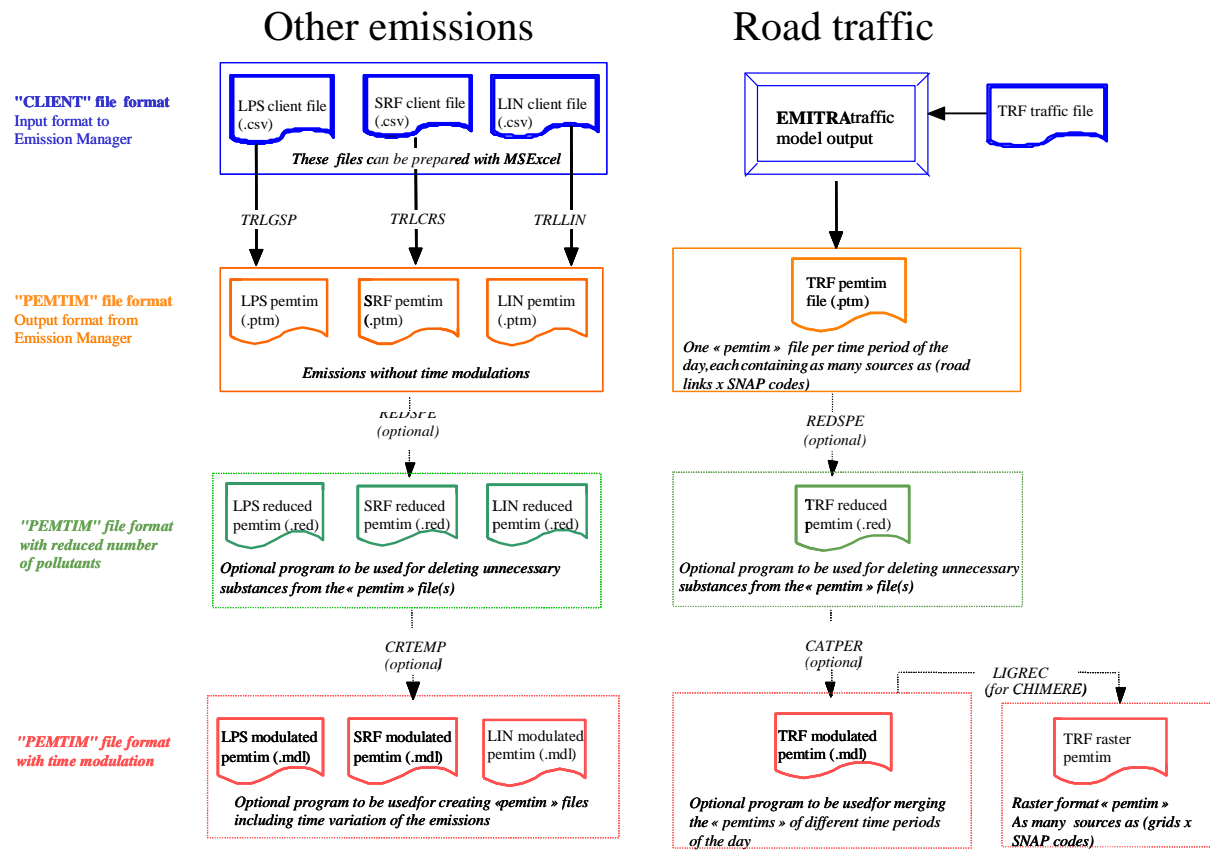 Other emissions
Road traffic
"CLIENT" file format
Input format to
Emission Manager
LPS client file
(.csv)
SRF client file
(.csv)
LIN client file
(.csv)
These files can be prepared with MSExcel
EMITRAtraffic
model output
TRF traffic file
TRLGSP
TRLCRS
TRLLIN
"PEMTIM" file format
Output format from
Emission Manager
LPS pemtim
(.ptm)
SRF pemtim
(.ptm)
LIN pemtim
(.ptm)
Emissions without time modulations
TRF pemtim
file (.ptm)
One « pemtim » file per time period of the
day,each containing as many sources as (road
links x SNAP codes)
REDSPE
(optional)
REDSPE
(optional)
"PEMTIM" file format
with reduced number
of pollutants
LPS reduced
pemtim (.red)
SRF reduced
pemtim (.red)
LIN reduced
pemtim (.red)
Optional program to be used for deleting unnecessary
substances from the « pemtim » file(s)
TRF reduced
pemtim (.red)
Optional program to be used for deleting unnecessary
substances from the « pemtim » file(s)
CRTEMP
(optional)
CATPER
(optional)
LIGREC
(for CHIMERE)
"PEMTIM" file format
with time modulation
LPS modulated
pemtim (.mdl)
SRF modulated
pemtim (.mdl)
LIN modulated
pemtim (.mdl)
Optional program to be usedfor creating «pemtim » files
including time variation of the emissions
TRF modulated
pemtim (.mdl)
Optional program to be usedfor merging
the « pemtims » of different time periods
of the day
TRF raster
pemtim
Raster format « pemtim »
As many sources as (grids x
SNAP codes)